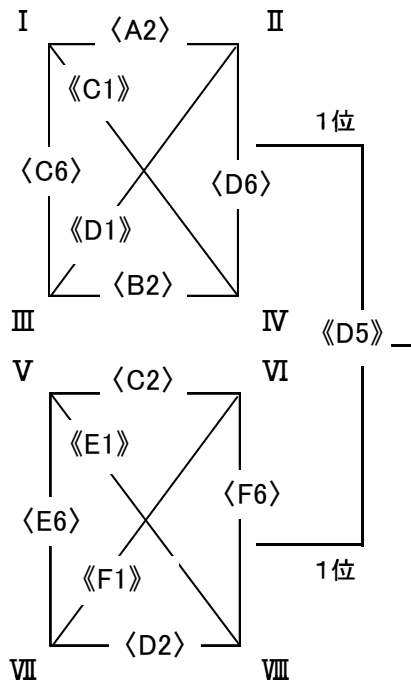 Ⅰ 〈A2〉 Ⅱ
《C1》
1位
〈C6〉 〈D6〉
《D1》
〈B2〉
Ⅲ Ⅳ
《D5》
Ⅴ 〈C2〉 Ⅵ
《E1》
〈F6〉
〈E6〉
1位
《F1》
〈D2〉
Ⅶ Ⅷ